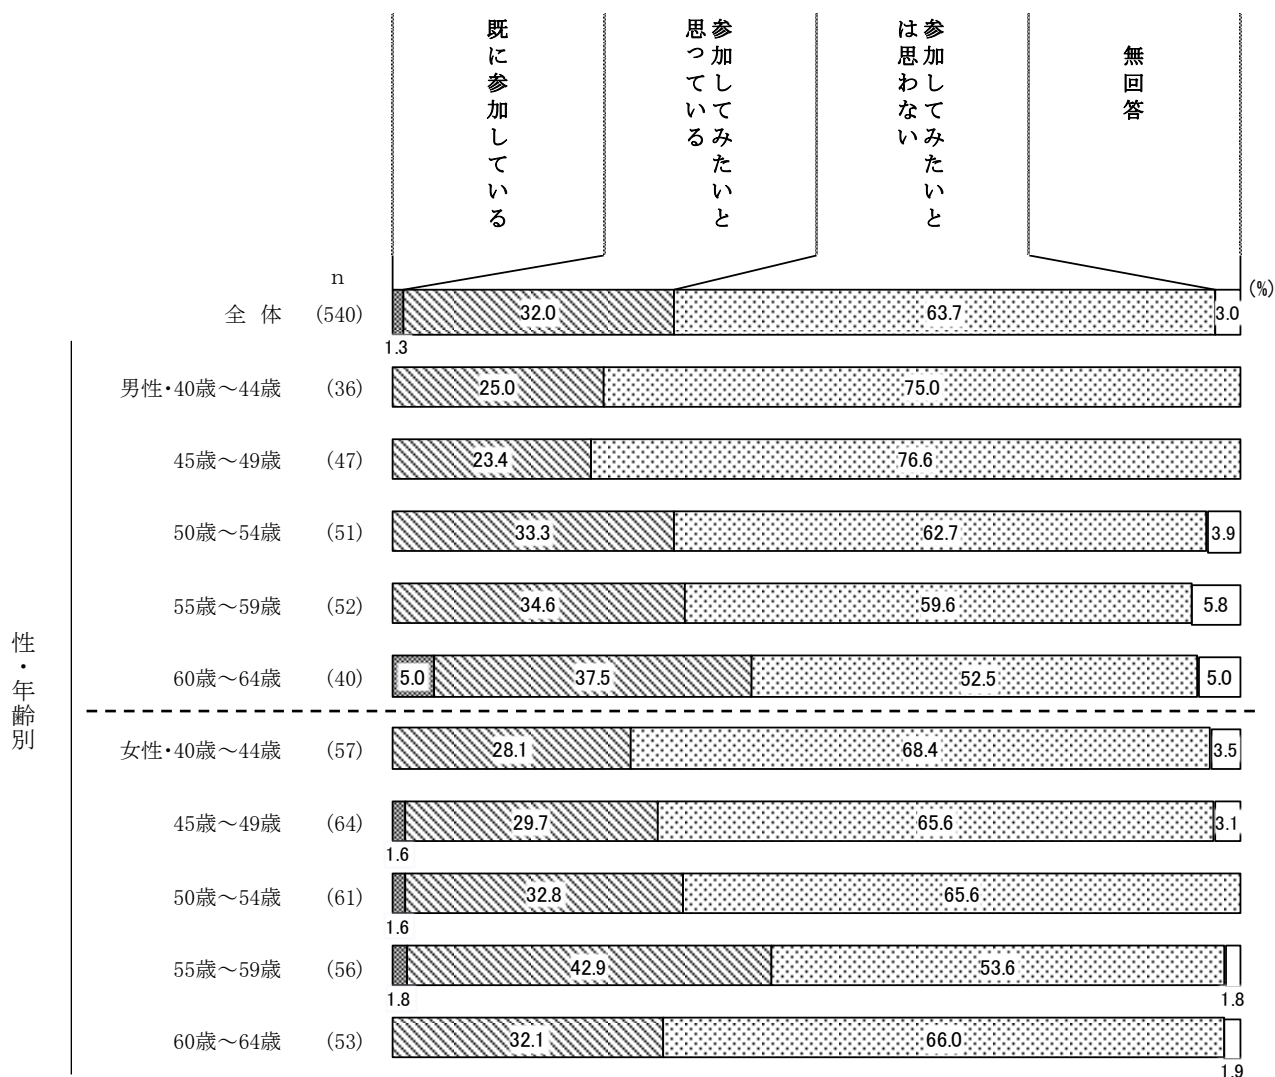 既に参加している
参加してみたいと
思っている
参加してみたいと
は思わない
無回答
n
(%)
全 体 (540) 32.0 63.7 3.0
1.3
性・年齢別
男性・40歳～44歳 (36) 25.0 75.0
45歳～49歳 (47) 23.4 76.6
50歳～54歳 (51) 33.3 62.7 3.9
55歳～59歳 (52) 34.6 59.6 5.8
60歳～64歳 (40) 5.0 37.5 52.5 5.0
女性・40歳～44歳 (57) 28.1 68.4 3.5
45歳～49歳 (64) 29.7 65.6 3.1
1.6
50歳～54歳 (61) 32.8 65.6
1.6
55歳～59歳 (56) 42.9 53.6
1.8 1.8
60歳～64歳 (53) 32.1 66.0
1.9